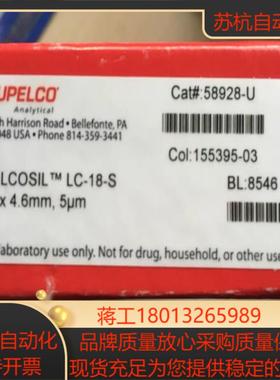 苏杭自动
UPELCO
Analytical
th Harrison Road • Bellefonte, PA
048 USA • Phone 814-359-3441
Cat#:58928-U
Col:155395-03
LCOSIL™ LC-18-S
BL:8546
x 4.6mm, 5µm
aboratory use only. Not for drug, household, or other
蒋工18013265989
自动化
品牌质量放心采购质量保
开票
现货充足为您提供稳定的